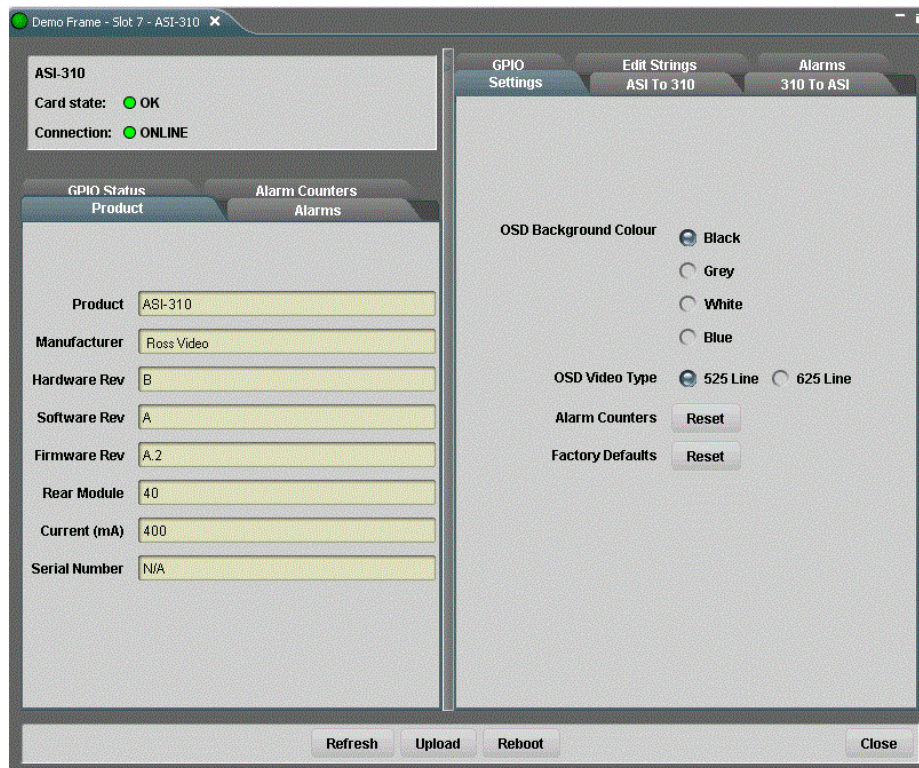 Demo Frame - Slot 7 - ASI-310
ASI-310
Card state: OK
Connection: ONLINE
GPIO Status Alarm Counters
Product Alarms
Product ASI-310
Manufacturer Ross Video
Hardware Rev B
Software Rev A
Firmware Rev A.2
Rear Module 40
Current (mA) 400
Serial Number N/A
GPIO Edit Strings Alarms
Settings ASI To 310 310 To ASI
OSD Background Colour Black
Grey
White
Blue
OSD Video Type 525 Line 625 Line
Alarm Counters Reset
Factory Defaults Reset
Refresh Upload Reboot Close